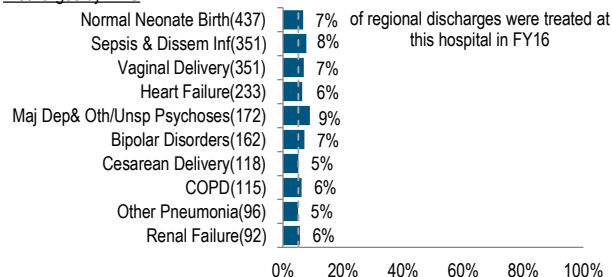 Normal Neonate Birth(437) 7% of regional discharges were treated at
Sepsis & Dissem Inf(351) 8% this hospital in FY16
Vaginal Delivery(351) 7%
Heart Failure(233) 6%
Maj Dep& Oth/Unsp Psychoses(172) 9%
Bipolar Disorders(162) 7%
Cesarean Delivery(118) 5%
COPD(115) 6%
Other Pneumonia(96) 5%
Renal Failure(92) 6%
0% 20% 40% 60% 80% 100%